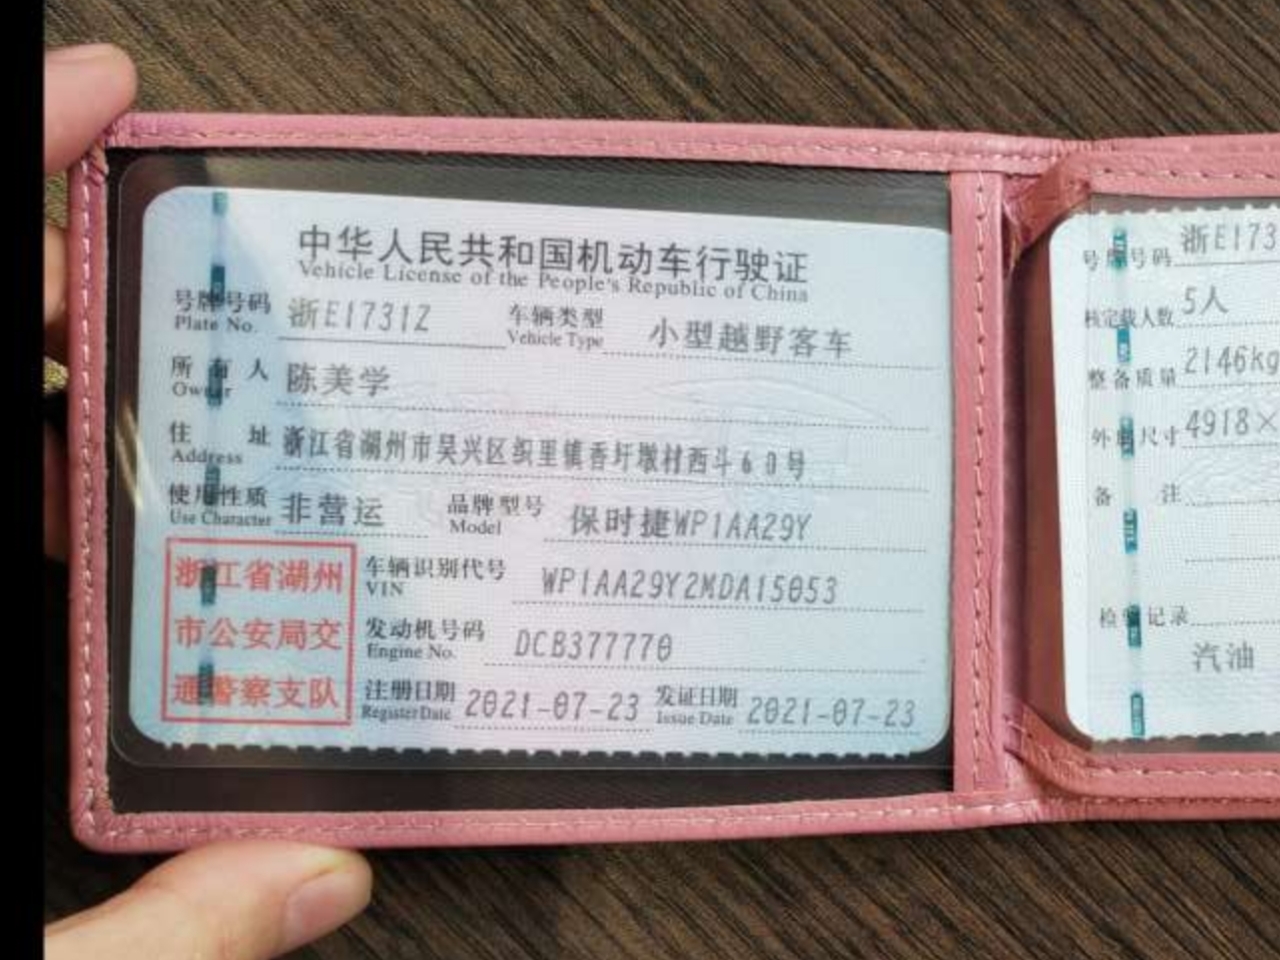 中华人民共和国机动车行驶证
Vehicle License of the People's Republic of China
号牌号码 浙E1731Z 车辆类型 小型越野客车
Plate No. Vehicle Type
所有人 陈美学
Owner
住址 浙江省湖州市吴兴区织里镇香圩墩村西斗60号
Address
使用性质 非营运 品牌型号 保时捷WP1AA29Y
Use Character Model
浙江省湖州
市公安局交
通警察支队
车辆识别代号 WP1AA29Y2MDA15053
VIN
发动机号码 DCB377770
Engine No.
注册日期 2021-07-23 发证日期 2021-07-23
Register Date Issue Date
号牌号码 浙E173
核定载人数 5人
整备质量 2146kg
外廓尺寸 4918×
备注
检验记录
汽油